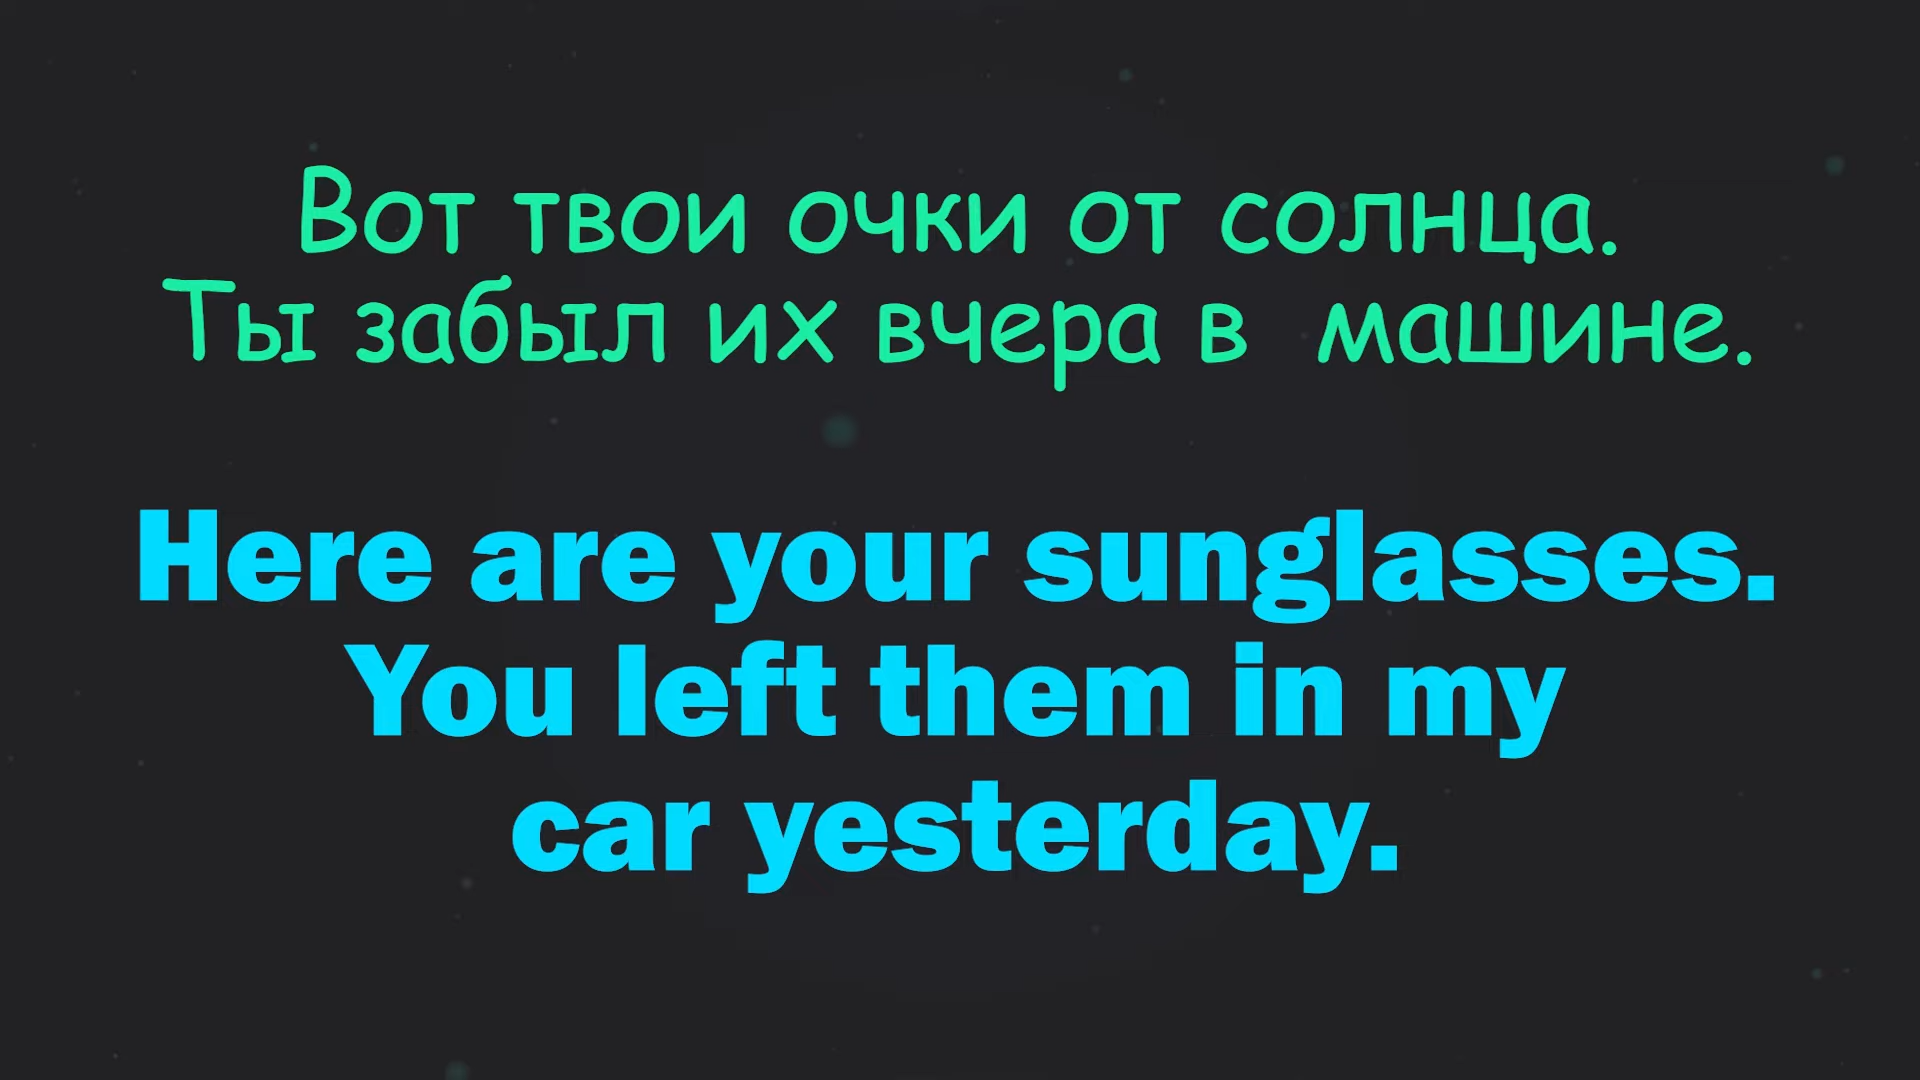 Вот твои очки от солнца.
Ты забыл их вчера в  машине.
Here are your sunglasses.
You left them in my
car yesterday.